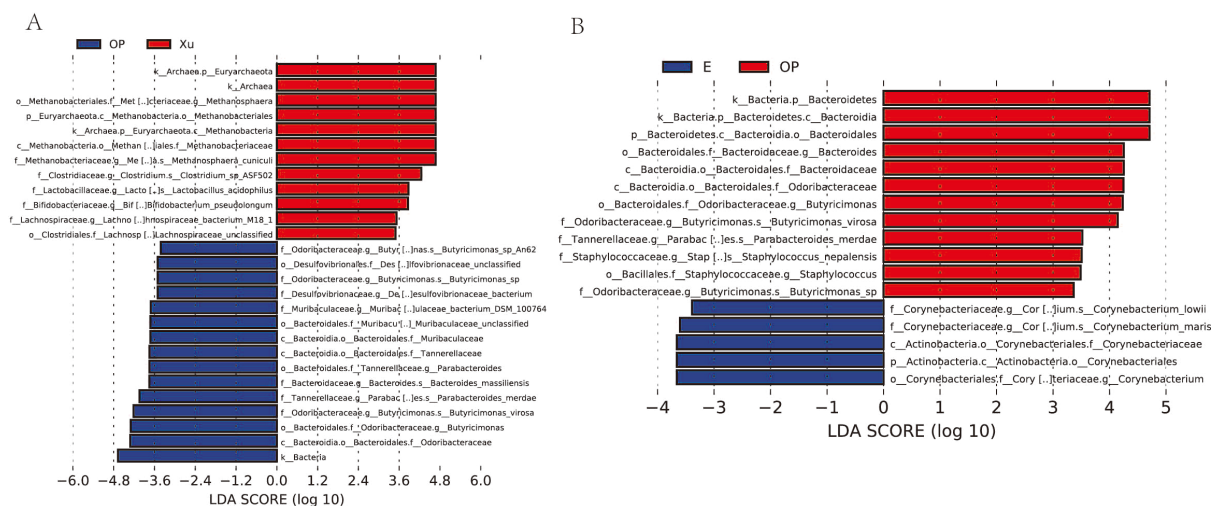 A
OP Xu
k__Archaea.p__Euryarchaeota
k__Archaea
o__Methanobacteriales.f__Met [..]cteriaceae.g__Methanosphaera
p__Euryarchaeota.c__Methanobacteria.o__Methanobacteriales
k__Archaea.p__Euryarchaeota.c__Methanobacteria
c__Methanobacteria.o__Methan [..]iales.f__Methanobacteriaceae
f__Methanobacteriaceae.g__Me [..]a.s__Methanosphaera_cuniculi
f__Clostridiaceae.g__Clostridium.s__Clostridium_sp_ASF502
f__Lactobacillaceae.g__Lacto [..]s__Lactobacillus_acidophilus
f__Bifidobacteriaceae.g__Bif [..]Bifidobacterium_pseudolongum
f__Lachnospiraceae.g__Lachno [..]hnospiraceae_bacterium_M18_1
o__Clostridiales.f__Lachnosp [..]Lachnospiraceae_unclassified
f__Odoribacteraceae.g__Butyr [..]nas.s__Butyricimonas_sp_An62
o__Desulfovibrionales.f__Des [..]lfovibrionaceae_unclassified
f__Odoribacteraceae.g__Butyricimonas.s__Butyricimonas_sp
f__Desulfovibrionaceae.g__De [..]esulfovibrionaceae_bacterium
f__Muribaculaceae.g__Muribac [..]ulaceae_bacterium_DSM_100764
o__Bacteroidales.f__Muribacu [..]_Muribaculaceae_unclassified
c__Bacteroidia.o__Bacteroidales.f__Muribaculaceae
c__Bacteroidia.o__Bacteroidales.f__Tannerellaceae
o__Bacteroidales.f__Tannerellaceae.g__Parabacteroides
f__Bacteroidaceae.g__Bacteroides.s__Bacteroides_massiliensis
f__Tannerellaceae.g__Parabac [..]es.s__Parabacteroides_merdae
f__Odoribacteraceae.g__Butyricimonas.s__Butyricimonas_virosa
o__Bacteroidales.f__Odoribacteraceae.g__Butyricimonas
c__Bacteroidia.o__Bacteroidales.f__Odoribacteraceae
k__Bacteria
−6.0 −4.8 −3.6 −2.4 −1.2 0.0 1.2 2.4 3.6 4.8 6.0
LDA SCORE (log 10)
B
E OP
k__Bacteria.p__Bacteroidetes
k__Bacteria.p__Bacteroidetes.c__Bacteroidia
p__Bacteroidetes.c__Bacteroidia.o__Bacteroidales
o__Bacteroidales.f__Bacteroidaceae.g__Bacteroides
c__Bacteroidia.o__Bacteroidales.f__Bacteroidaceae
c__Bacteroidia.o__Bacteroidales.f__Odoribacteraceae
o__Bacteroidales.f__Odoribacteraceae.g__Butyricimonas
f__Odoribacteraceae.g__Butyricimonas.s__Butyricimonas_virosa
f__Tannerellaceae.g__Parabac [..]es.s__Parabacteroides_merdae
f__Staphylococcaceae.g__Stap [..]s__Staphylococcus_nepalensis
o__Bacillales.f__Staphylococcaceae.g__Staphylococcus
f__Odoribacteraceae.g__Butyricimonas.s__Butyricimonas_sp
f__Corynebacteriaceae.g__Cor [..]ium.s__Corynebacterium_lowii
f__Corynebacteriaceae.g__Cor [..]ium.s__Corynebacterium_maris
c__Actinobacteria.o__Corynebacteriales.f__Corynebacteriaceae
p__Actinobacteria.c__Actinobacteria.o__Corynebacteriales
o__Corynebacteriales.f__Cory [..]teriaceae.g__Corynebacterium
−4 −3 −2 −1 0 1 2 3 4 5
LDA SCORE (log 10)